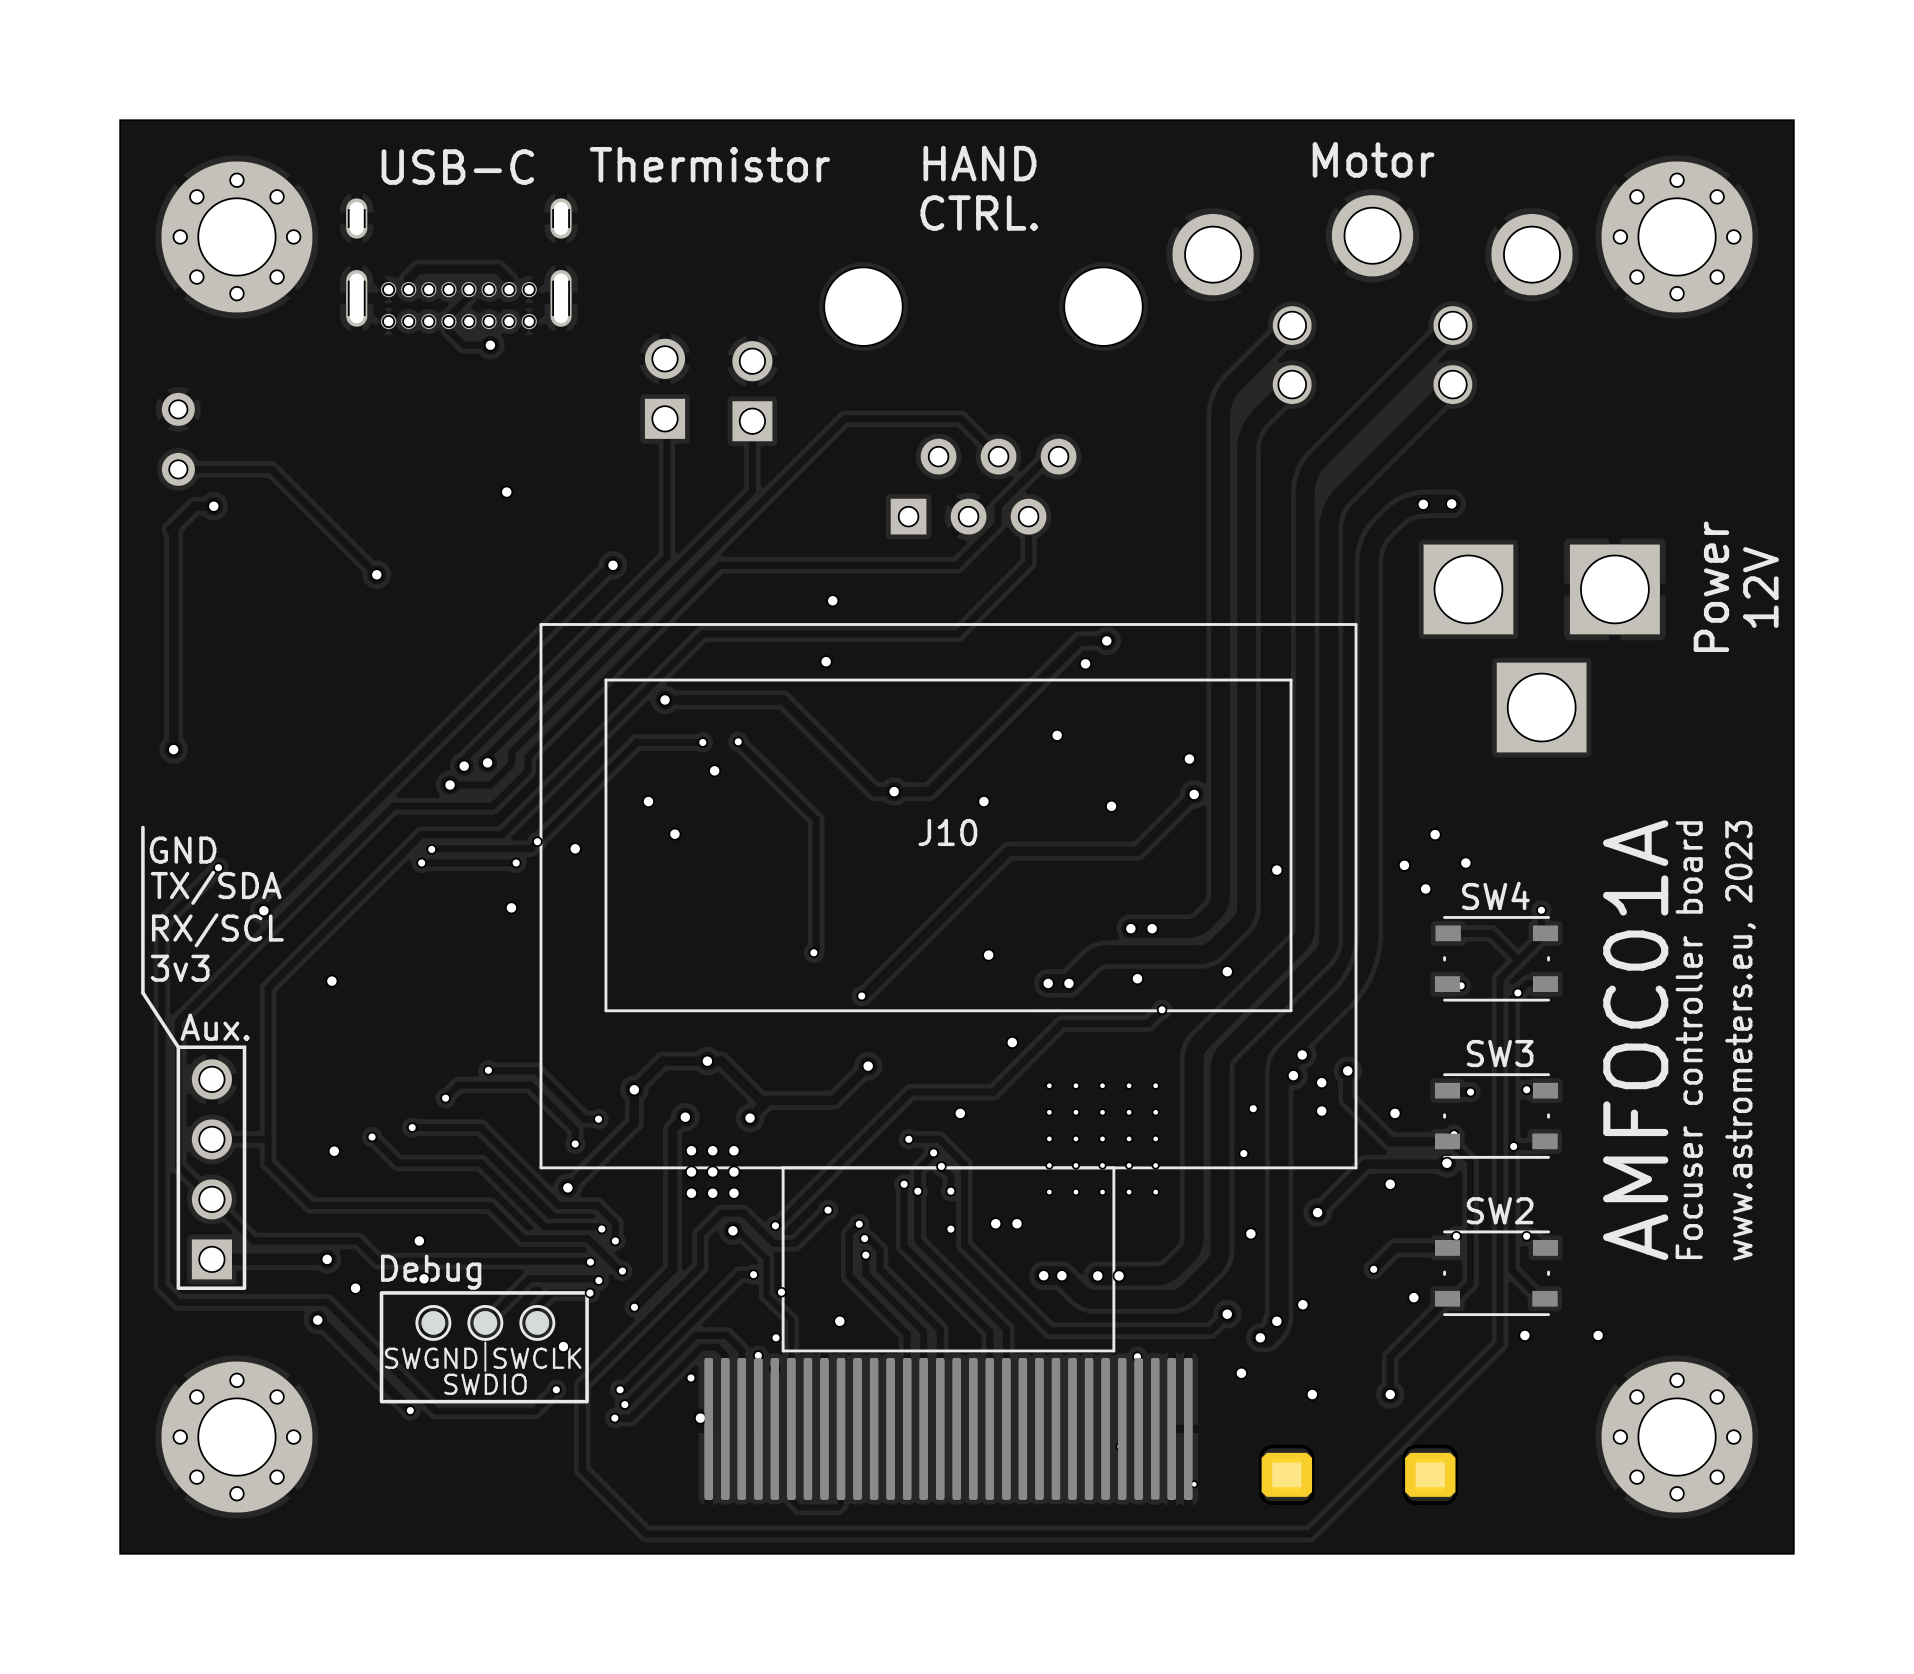 USB-C
Thermistor
HAND
CTRL.
Motor
Power
12V
J10
GND
TX/SDA
RX/SCL
3v3
Aux.
SW4
SW3
SW2
AMFOC01A
Focuser controller board
www.astrometers.eu, 2023
Debug
SWGND|SWCLK
SWDIO